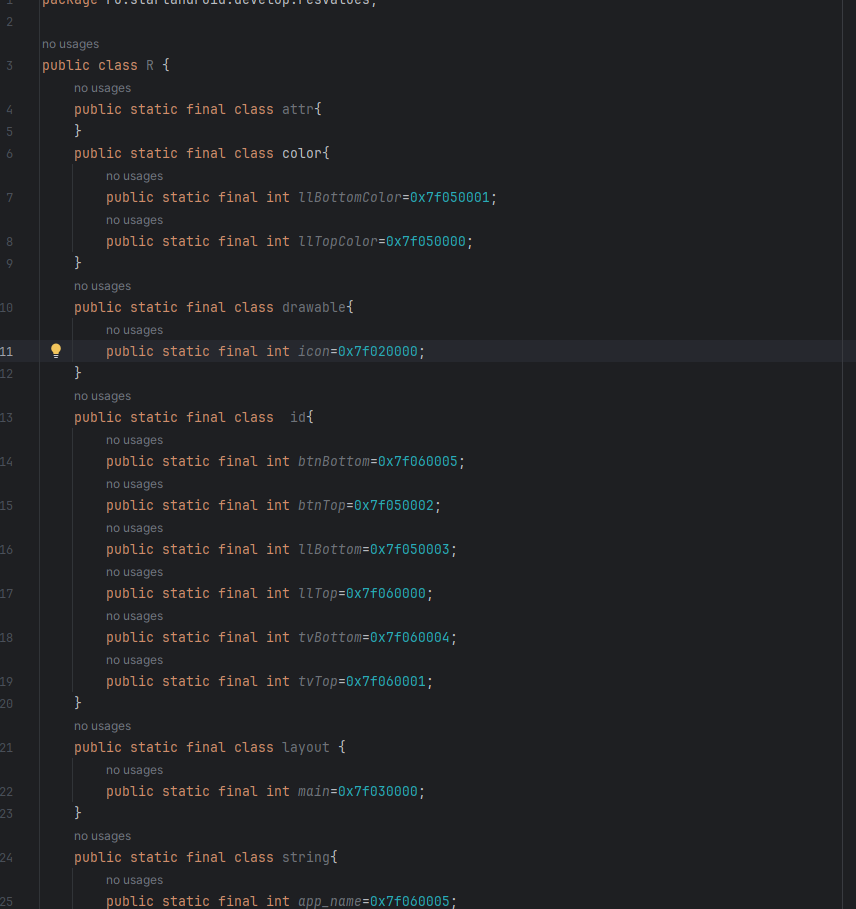 1 package ro.startandroid.develop.resvalues;
2
no usages
3 public class R {
no usages
4 public static final class attr{
5 }
6 public static final class color{
no usages
7 public static final int llBottomColor=0x7f050001;
no usages
8 public static final int llTopColor=0x7f050000;
9 }
no usages
10 public static final class drawable{
no usages
11 public static final int icon=0x7f020000;
12 }
no usages
13 public static final class  id{
no usages
14 public static final int btnBottom=0x7f060005;
no usages
15 public static final int btnTop=0x7f050002;
no usages
16 public static final int llBottom=0x7f050003;
no usages
17 public static final int llTop=0x7f060000;
no usages
18 public static final int tvBottom=0x7f060004;
no usages
19 public static final int tvTop=0x7f060001;
20 }
no usages
21 public static final class layout {
no usages
22 public static final int main=0x7f030000;
23 }
no usages
24 public static final class string{
no usages
25 public static final int app_name=0x7f060005;